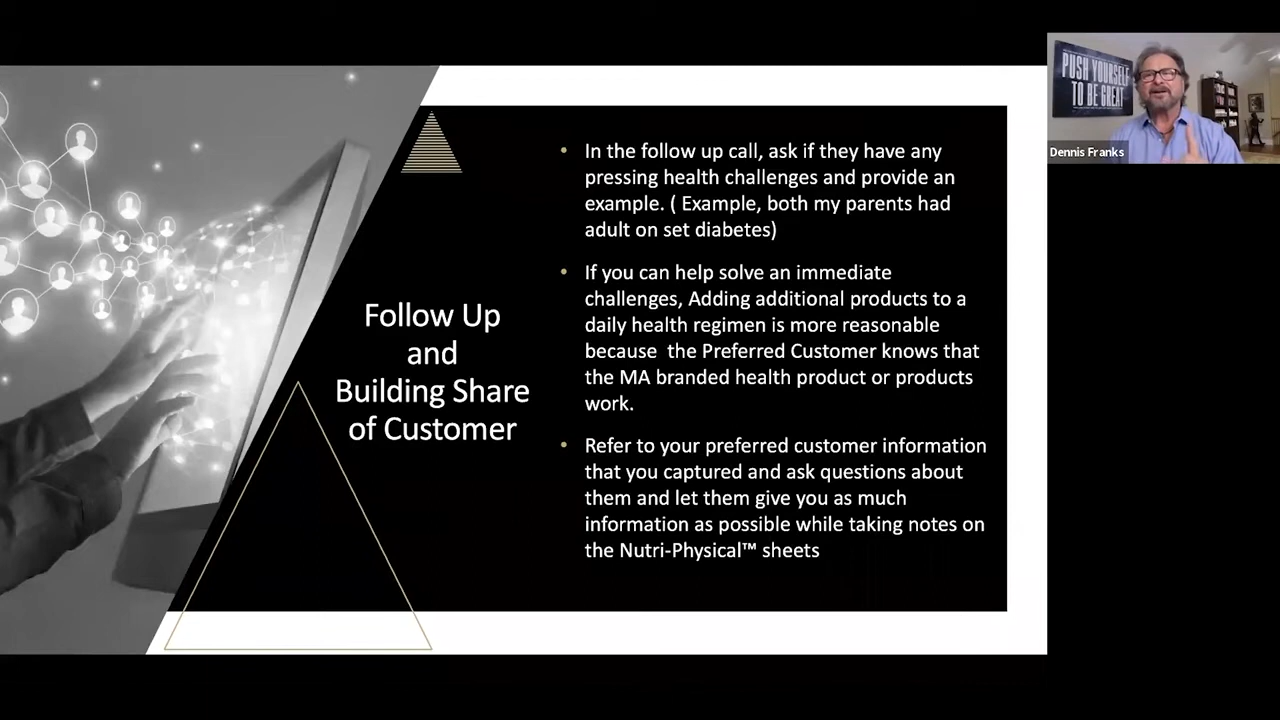 Follow Up
and
Building Share
of Customer
• In the follow up call, ask if they have any
pressing health challenges and provide an
example. ( Example, both my parents had
adult on set diabetes)
• If you can help solve an immediate
challenges, Adding additional products to a
daily health regimen is more reasonable
because  the Preferred Customer knows that
the MA branded health product or products
work.
• Refer to your preferred customer information
that you captured and ask questions about
them and let them give you as much
information as possible while taking notes on
the Nutri-Physical™ sheets
PUSH YOURSELF
TO BE GREAT
Dennis Franks